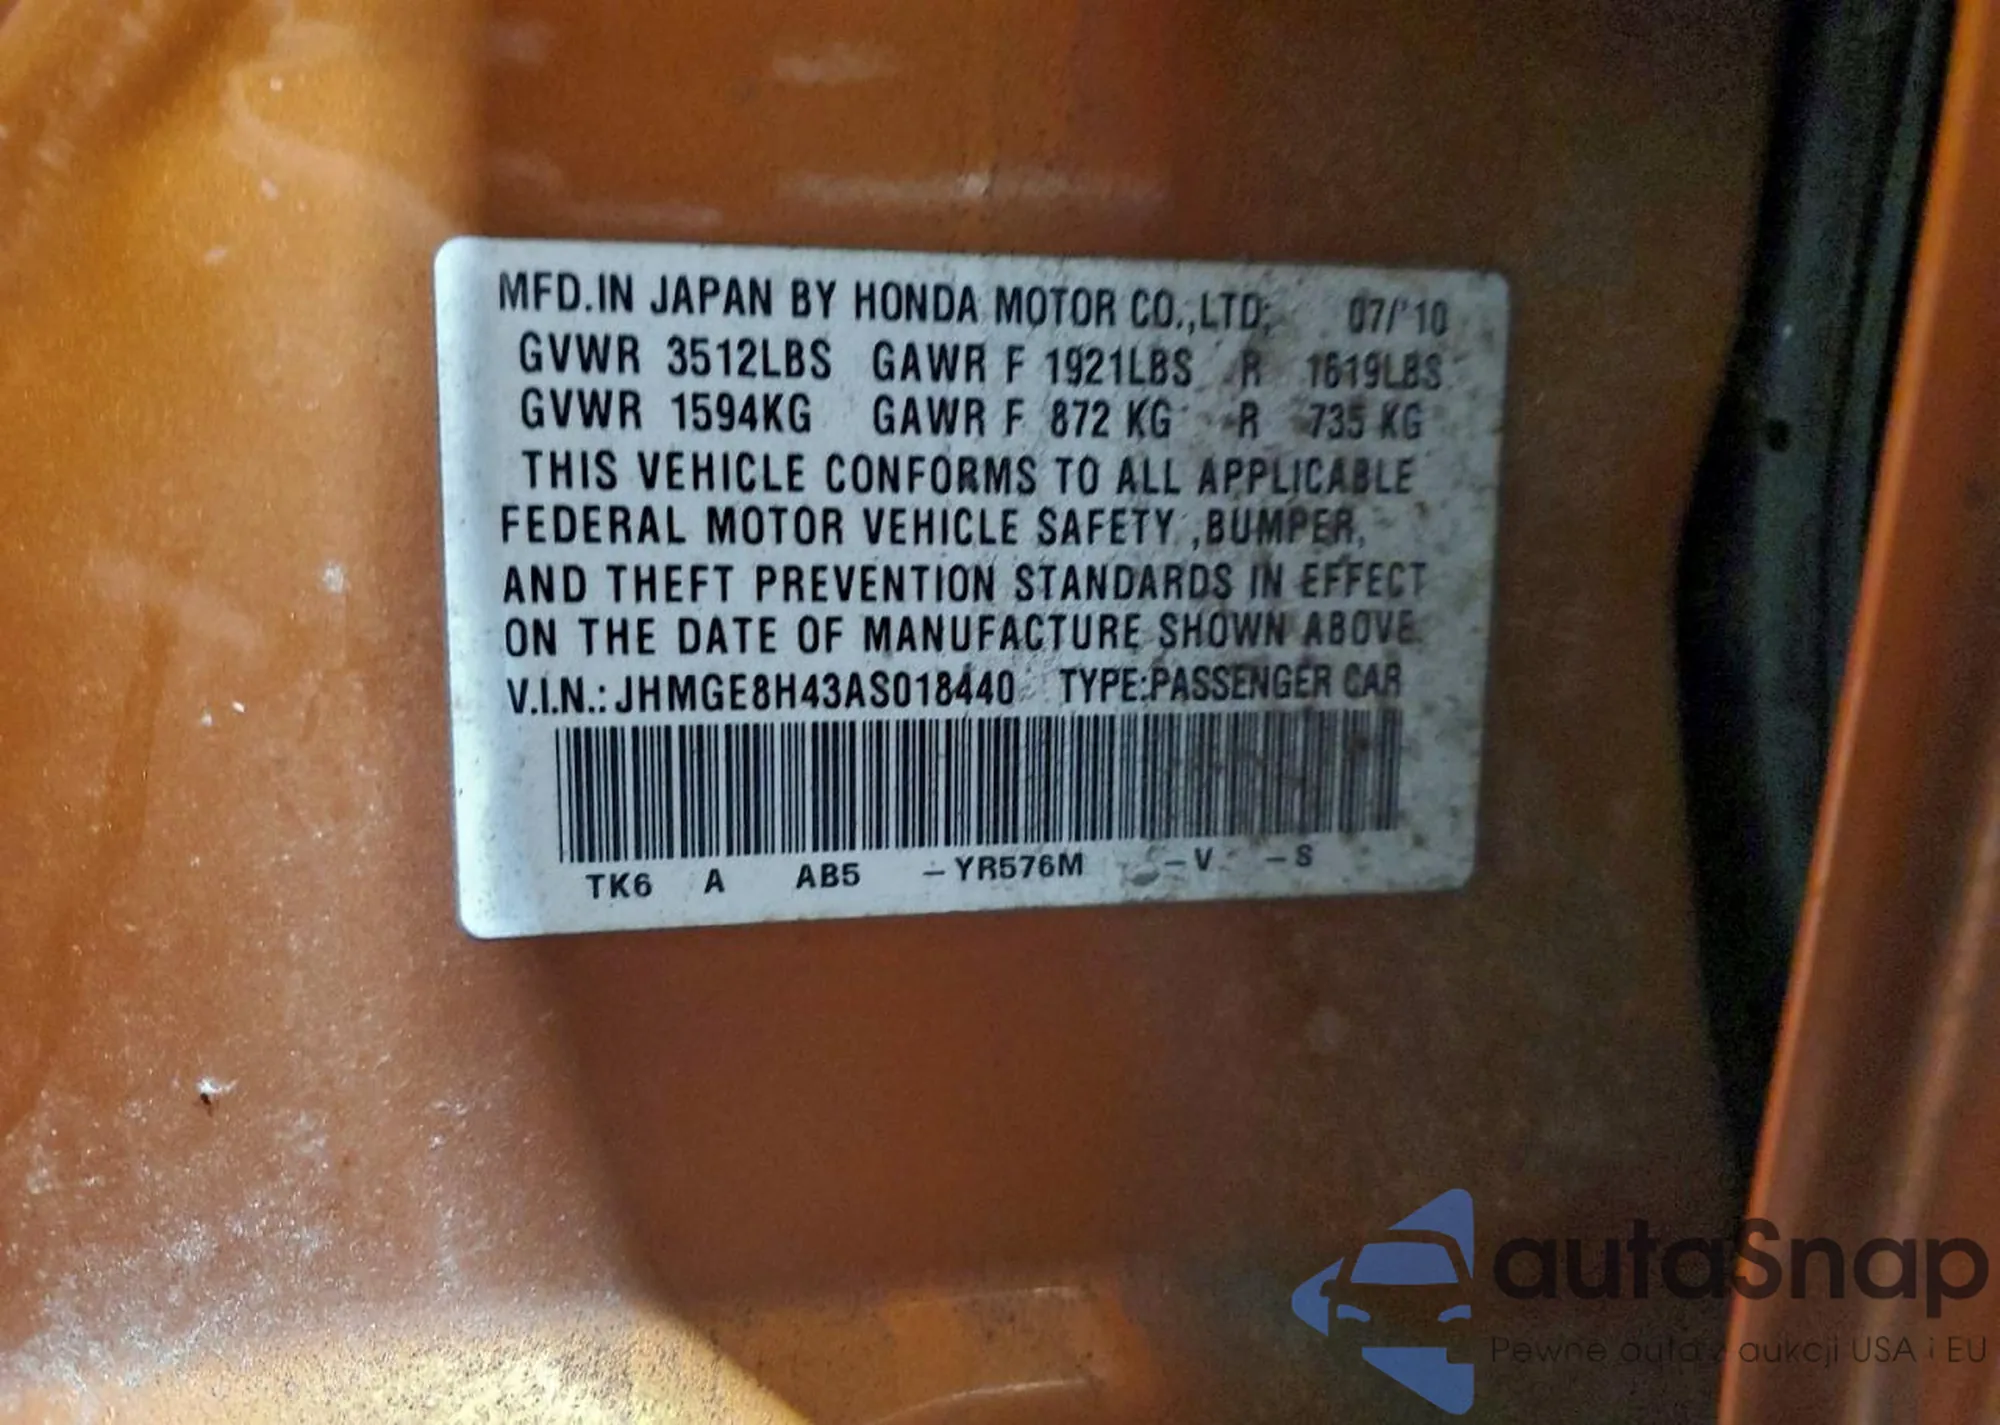 MFD.IN JAPAN BY HONDA MOTOR CO.,LTD. 07/'10
GVWR 3512LBS GAWR F 1921LBS R 1619LBS
GVWR 1594KG GAWR F 872 KG R 735 KG
THIS VEHICLE CONFORMS TO ALL APPLICABLE
FEDERAL MOTOR VEHICLE SAFETY ,BUMPER,
AND THEFT PREVENTION STANDARDS IN EFFECT
ON THE DATE OF MANUFACTURE SHOWN ABOVE.
V.I.N.: JHMGE8H43AS018440 TYPE:PASSENGER CAR
TK6 A AB5 -YR576M -V -S
autaSnap
Pewne auta z aukcji USA i EU